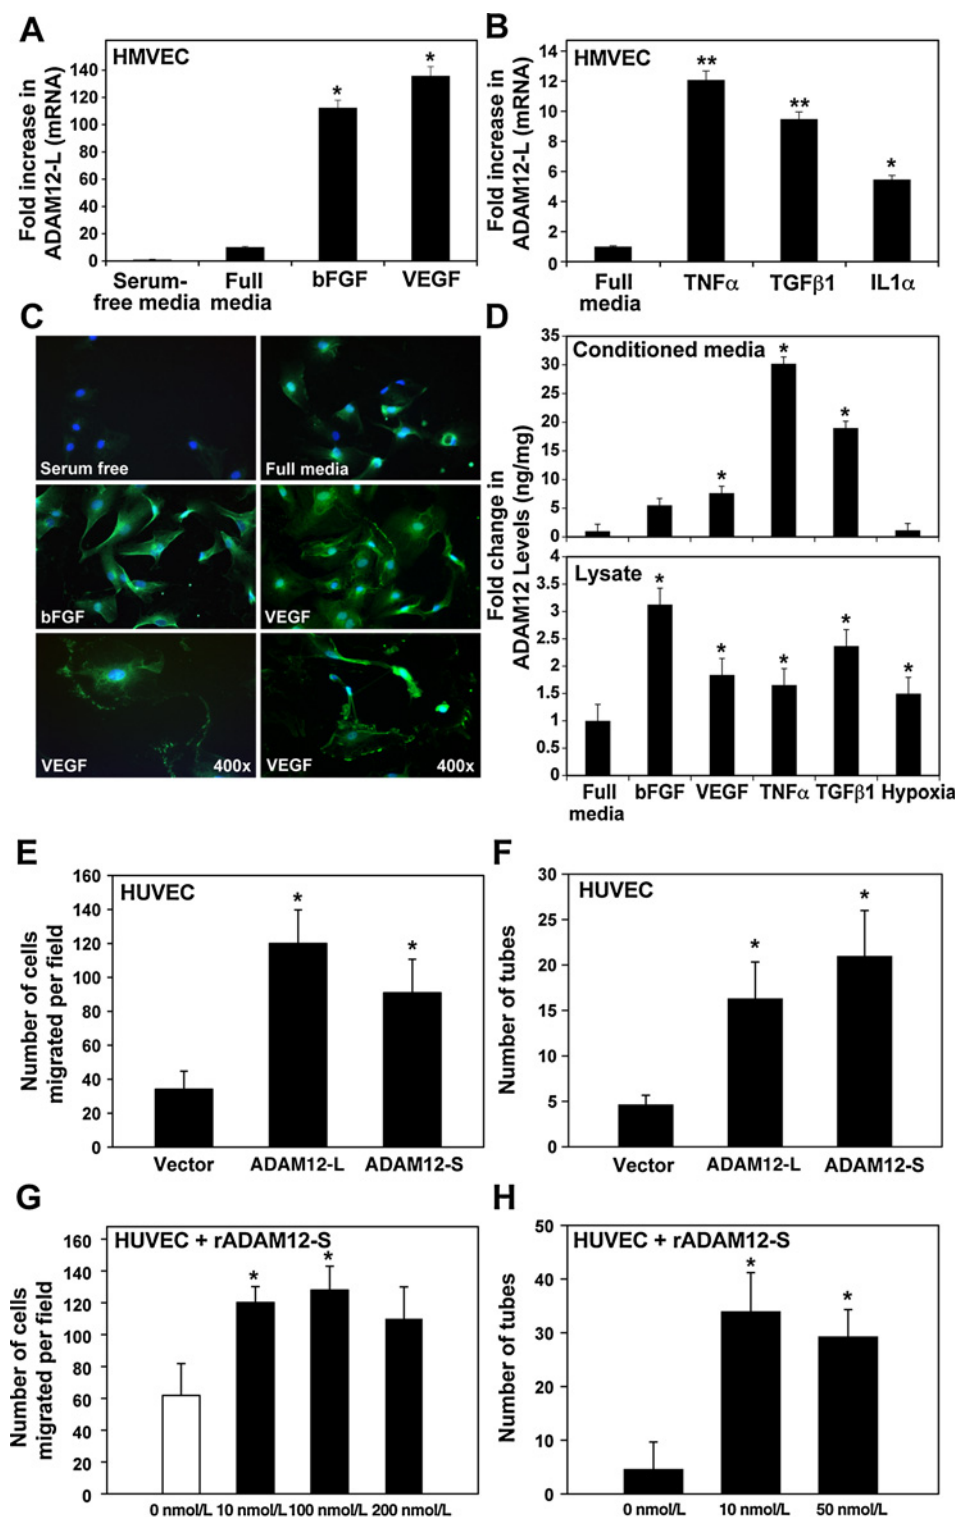 A
HMVEC
Fold increase in
ADAM12-L (mRNA)
140
120
100
80
60
40
20
0
*
*
Serum-
free media
Full
media
bFGF
VEGF
B
HMVEC
Fold increase in
ADAM12-L (mRNA)
14
12
10
8
6
4
2
1
0
**
**
*
Full
media
TNFα
TGFβ1
IL1α
C
Serum free
Full media
bFGF
VEGF
VEGF 400x
VEGF 400x
D
Fold change in
ADAM12 Levels (ng/mg)
Conditioned media
35
30
25
20
15
10
5
0
*
*
*
Lysate
4
3.5
3
2.5
2
1.5
1
0.5
0
*
*
*
*
*
Full
media
bFGF
VEGF
TNFα
TGFβ1
Hypoxia
E
HUVEC
Number of cells
migrated per field
160
140
120
100
80
60
40
20
0
*
*
Vector
ADAM12-L
ADAM12-S
F
HUVEC
Number of tubes
30
25
20
15
10
5
0
*
*
Vector
ADAM12-L
ADAM12-S
G
HUVEC + rADAM12-S
Number of cells
migrated per field
160
140
120
100
80
60
40
20
0
*
*
0 nmol/L
10 nmol/L
100 nmol/L
200 nmol/L
H
HUVEC + rADAM12-S
Number of tubes
50
40
30
20
10
0
*
*
0 nmol/L
10 nmol/L
50 nmol/L